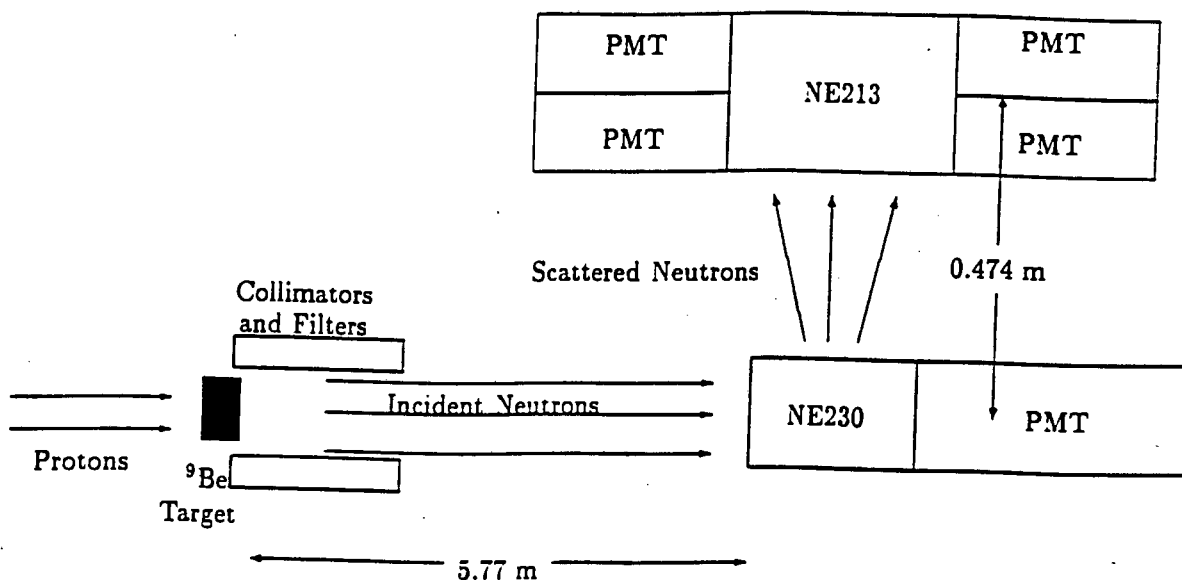 PMT
PMT
NE213
PMT
PMT
Scattered Neutrons
0.474 m
Collimators
and Filters
Incident Neutrons
NE230
PMT
Protons
⁹Be
Target
5.77 m